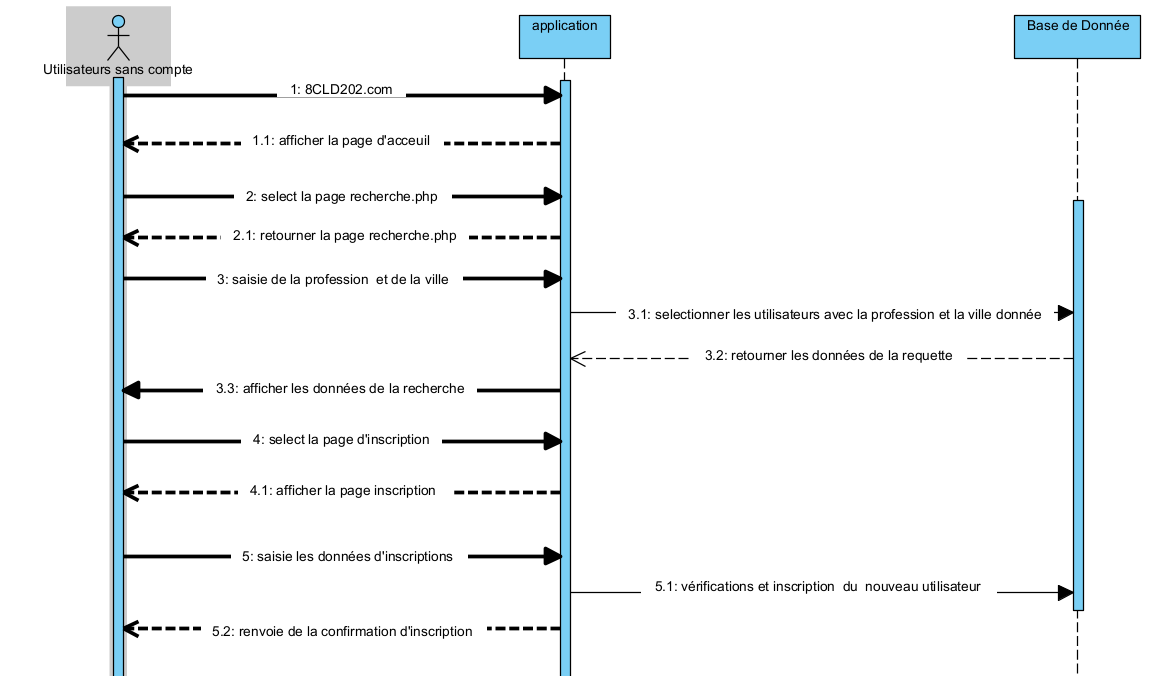 application
Base de Donnée
Utilisateurs sans compte
1: 8CLD202.com
1.1: afficher la page d'acceuil
2: select la page recherche.php
2.1: retourner la page recherche.php
3: saisie de la profession et de la ville
3.1: selectionner les utilisateurs avec la profession et la ville donnée
3.2: retourner les données de la requette
3.3: afficher les données de la recherche
4: select la page d'inscription
4.1: afficher la page inscription
5: saisie les données d'inscriptions
5.1: vérifications et inscription du nouveau utilisateur
5.2: renvoie de la confirmation d'inscription